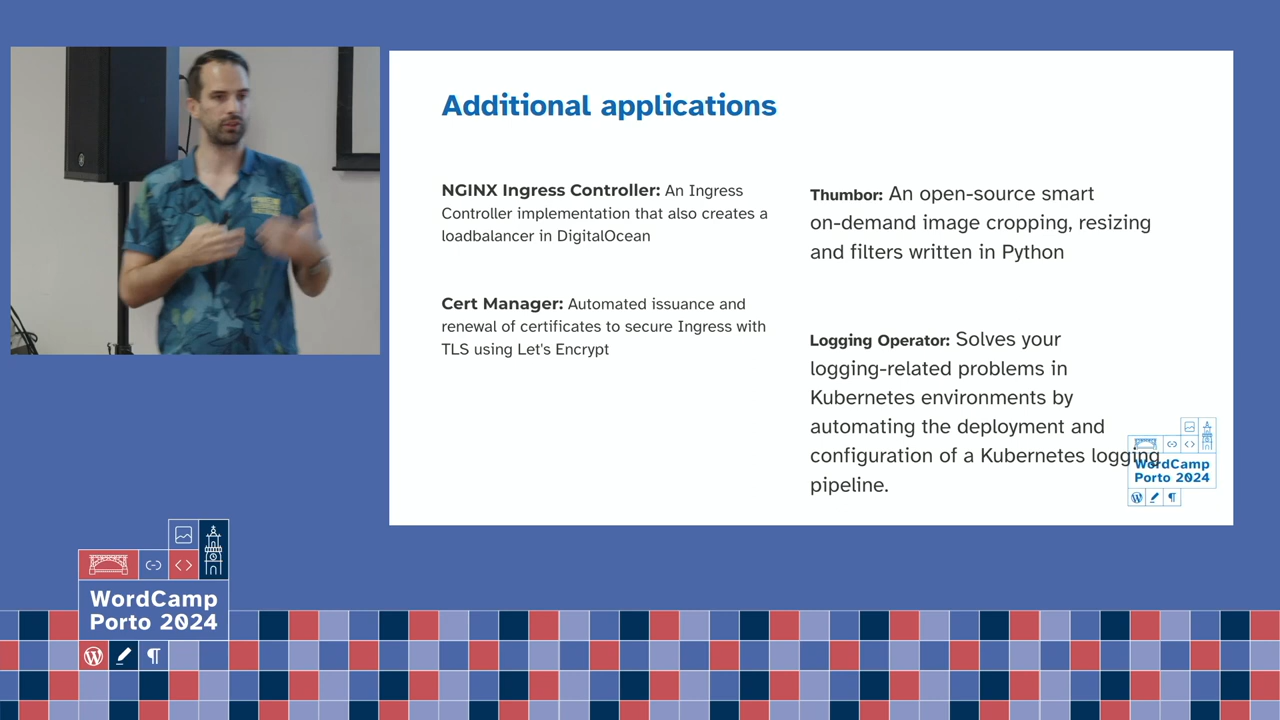 Additional applications
NGINX Ingress Controller: An Ingress
Controller implementation that also creates a
loadbalancer in DigitalOcean
Cert Manager: Automated issuance and
renewal of certificates to secure Ingress with
TLS using Let's Encrypt
Thumbor: An open-source smart
on-demand image cropping, resizing
and filters written in Python
Logging Operator: Solves your
logging-related problems in
Kubernetes environments by
automating the deployment and
configuration of a Kubernetes logging
pipeline.
WordCamp
Porto 2024
WordCamp
Porto 2024